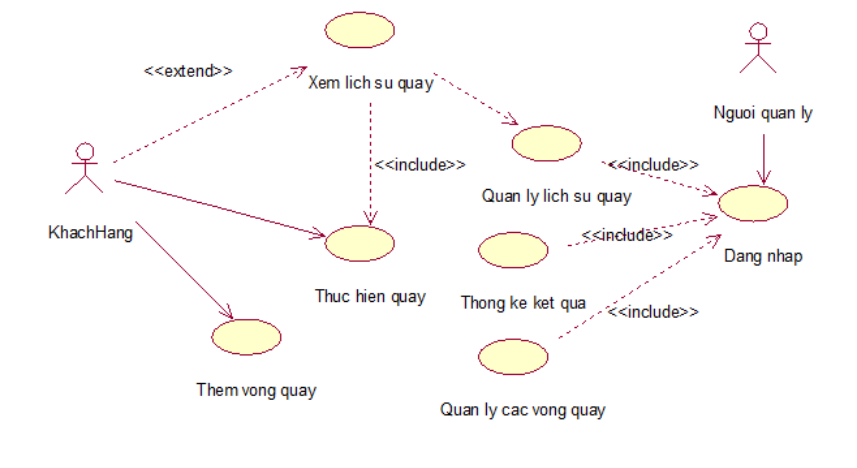 <<extend>>
Xem lich su quay
Nguoi quan ly
<<include>>
<<include>>
Quan ly lich su quay
KhachHang
<<include>>
Dang nhap
Thuc hien quay
Thong ke ket qua
<<include>>
Them vong quay
Quan ly cac vong quay